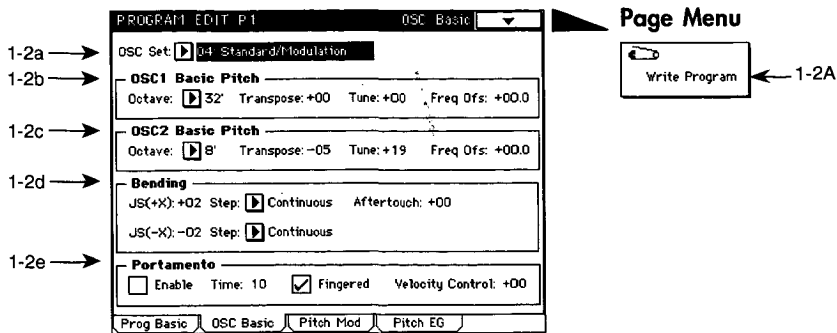 PROGRAM EDIT P1 OSC Basic
Page Menu
1-2a OSC Set: 04 Standard/Modulation
Write Program 1-2A
1-2b OSC1 Bacic Pitch
Octave: 32' Transpose: +00 Tune: +00 Freq Ofs: +00.0
1-2c OSC2 Basic Pitch
Octave: 8' Transpose: -05 Tune: +19 Freq Ofs: +00.0
1-2d Bending
JS(+X): +02 Step: Continuous Aftertouch: +00
JS(-X): -02 Step: Continuous
1-2e Portamento
Enable Time: 10 Fingered Velocity Control: +00
Prog Basic OSC Basic Pitch Mod Pitch EG